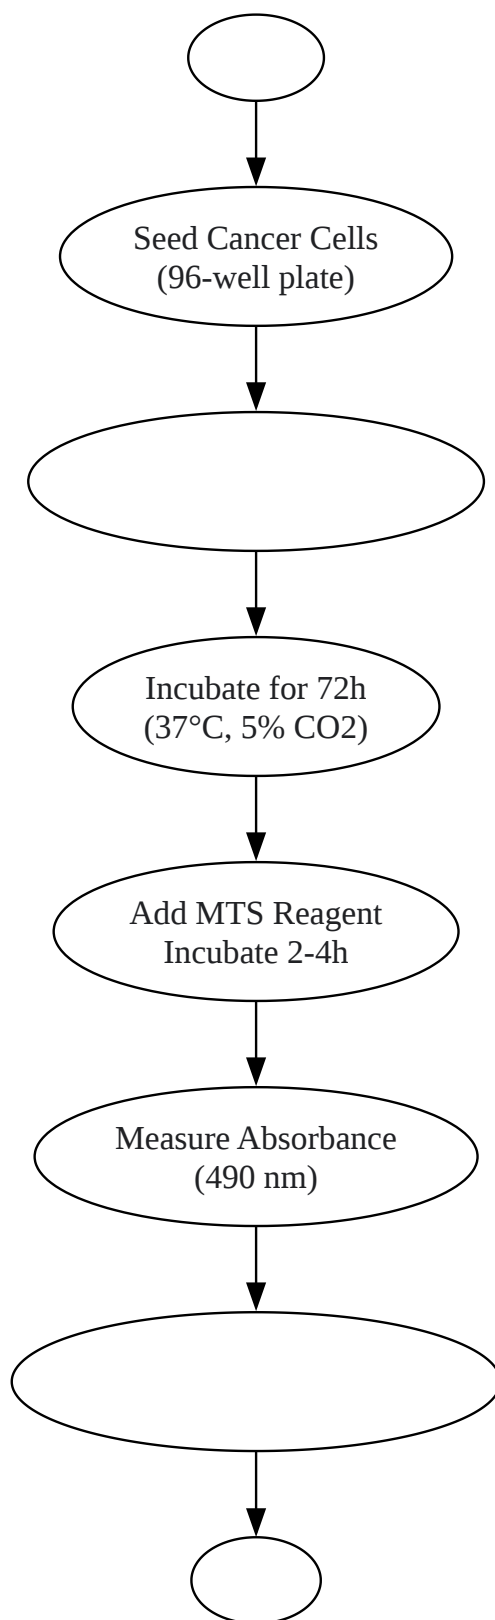 Seed Cancer Cells
(96-well plate)
Incubate for 72h
(37°C, 5% CO2)
Add MTS Reagent
Incubate 2-4h
Measure Absorbance
(490 nm)